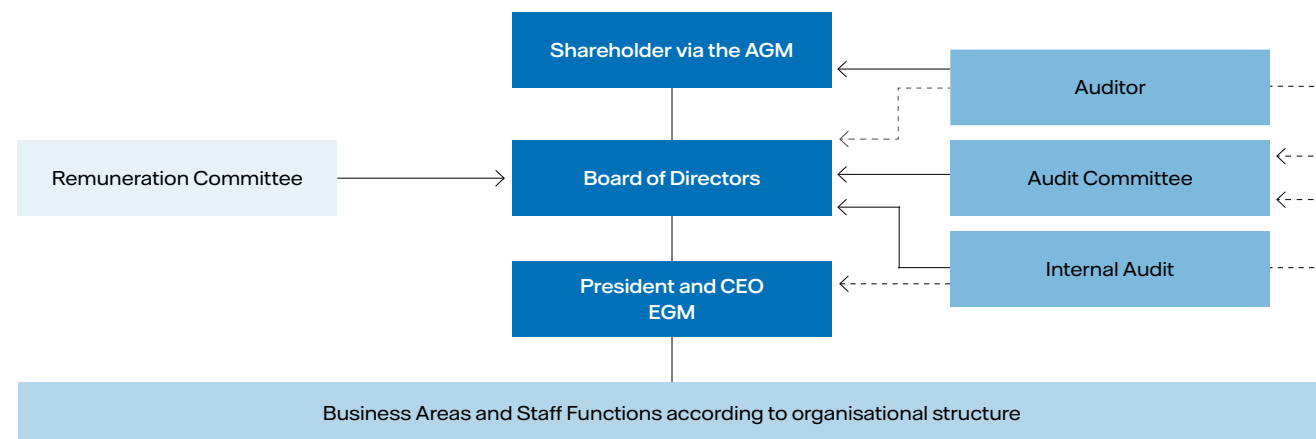 Shareholder via the AGM
Auditor
Remuneration Committee
Board of Directors
Audit Committee
Internal Audit
President and CEO
EGM
Business Areas and Staff Functions according to organisational structure